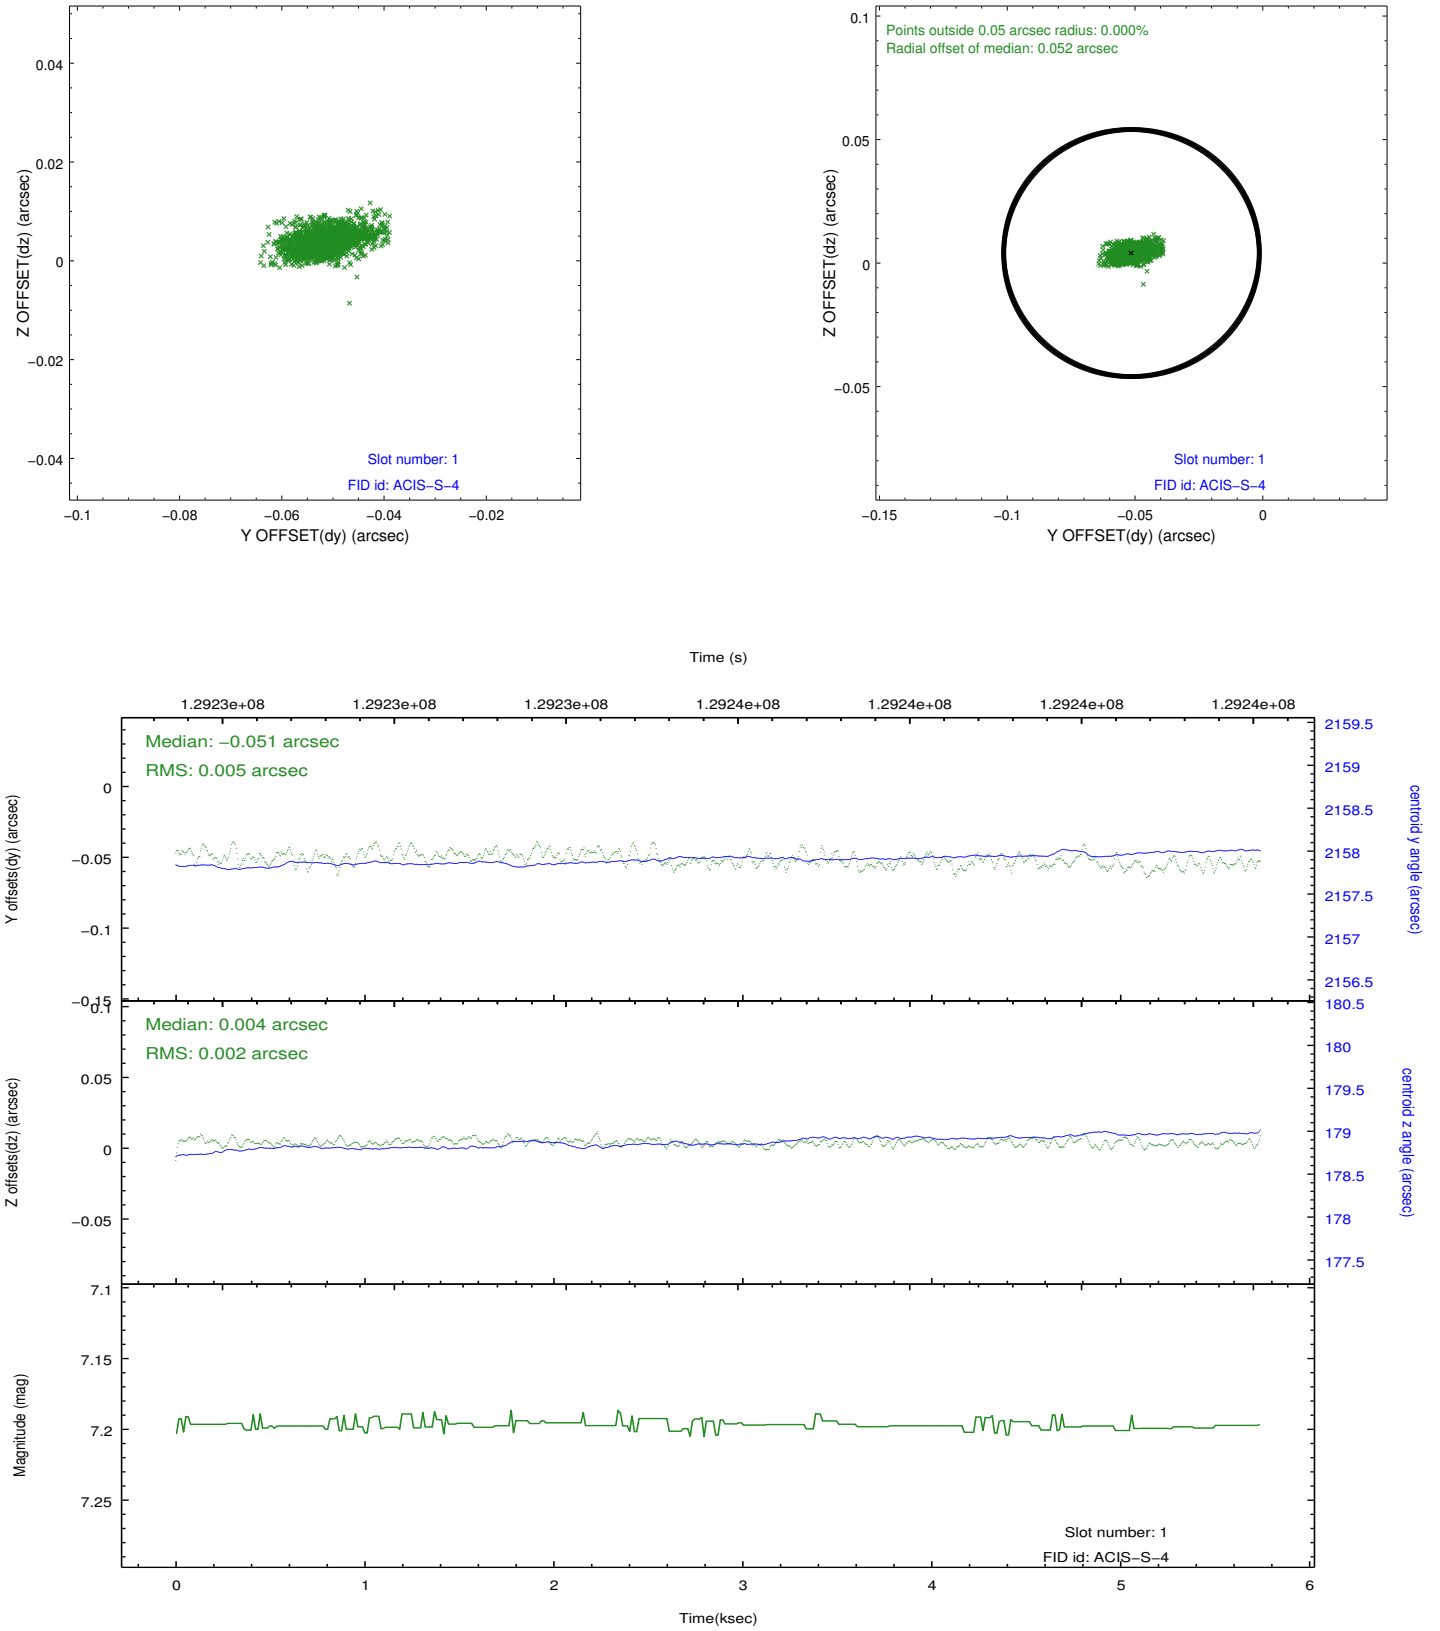 0.04
0.02
0
−0.02
−0.04
Z OFFSET(dz) (arcsec)
Slot number: 1
FID id: ACIS−S−4
−0.1
−0.08
−0.06
−0.04
−0.02
Y OFFSET(dy) (arcsec)
0.1
0.05
0
−0.05
Z OFFSET(dz) (arcsec)
Points outside 0.05 arcsec radius: 0.000%
Radial offset of median: 0.052 arcsec
Slot number: 1
FID id: ACIS−S−4
−0.15
−0.1
−0.05
0
Y OFFSET(dy) (arcsec)
Time (s)
1.2923e+08
1.2923e+08
1.2923e+08
1.2924e+08
1.2924e+08
1.2924e+08
1.2924e+08
Median: −0.051 arcsec
RMS: 0.005 arcsec
0
−0.05
−0.1
−0.15
Y offsets(dy) (arcsec)
2159.5
2159
2158.5
2158
2157.5
2157
2156.5
centroid y angle (arcsec)
Median: 0.004 arcsec
RMS: 0.002 arcsec
0.1
0.05
0
−0.05
Z offsets(dz) (arcsec)
180.5
180
179.5
179
178.5
178
177.5
centroid z angle (arcsec)
7.1
7.15
7.2
7.25
Magnitude (mag)
Slot number: 1
FID id: ACIS−S−4
0
1
2
3
4
5
6
Time(ksec)